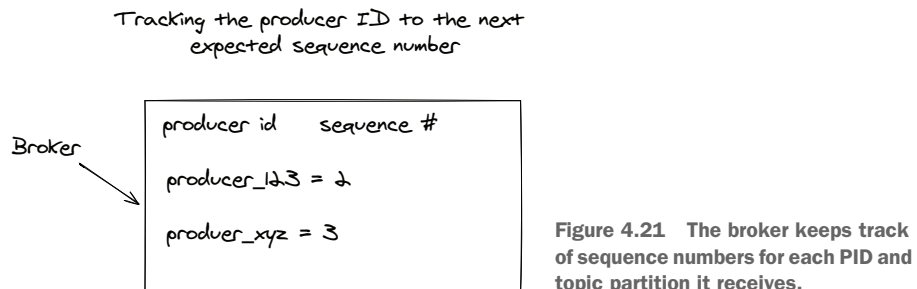 Tracking the producer ID to the next
expected sequence number
producer id sequence #
Broker
producer_123 = 2
produer_xyz = 3
Figure 4.21 The broker keeps track
of sequence numbers for each PID and
topic partition it receives.